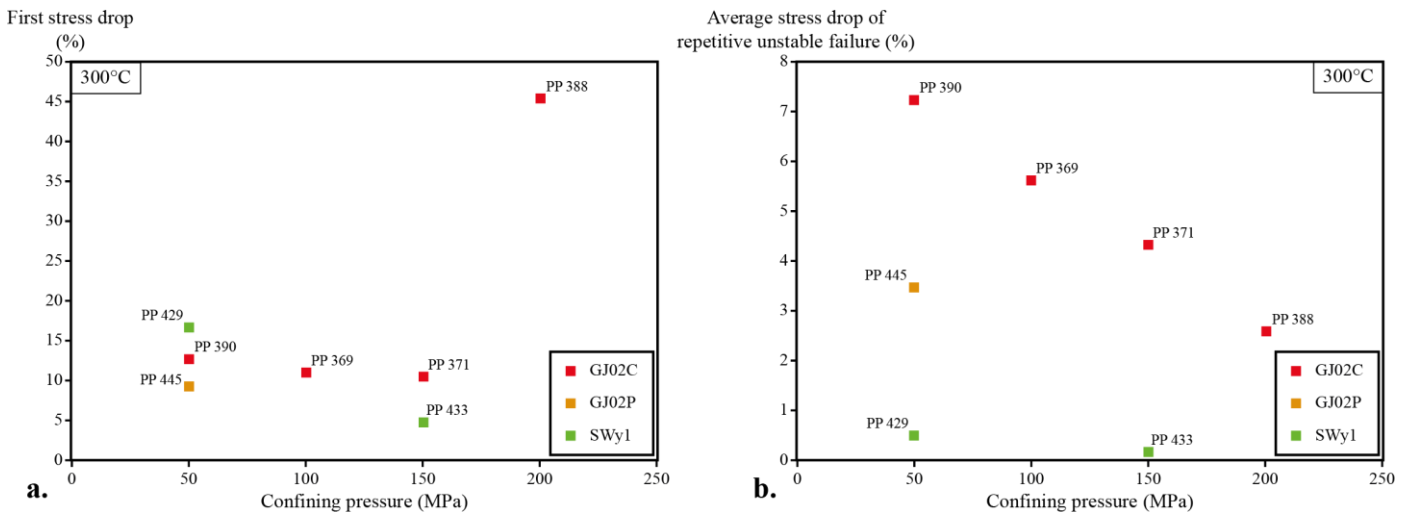 First stress drop
(%)
50
45
40
35
30
25
20
15
10
5
0
300°C
PP 388
PP 429
PP 390
PP 445
PP 369
PP 371
PP 433
GJ02C
GJ02P
SWy1
0
50
100
150
200
250
Confining pressure (MPa)
a.
Average stress drop of
repetitive unstable failure (%)
8
7
6
5
4
3
2
1
0
300°C
PP 390
PP 369
PP 371
PP 445
PP 388
PP 429
PP 433
GJ02C
GJ02P
SWy1
0
50
100
150
200
250
Confining pressure (MPa)
b.